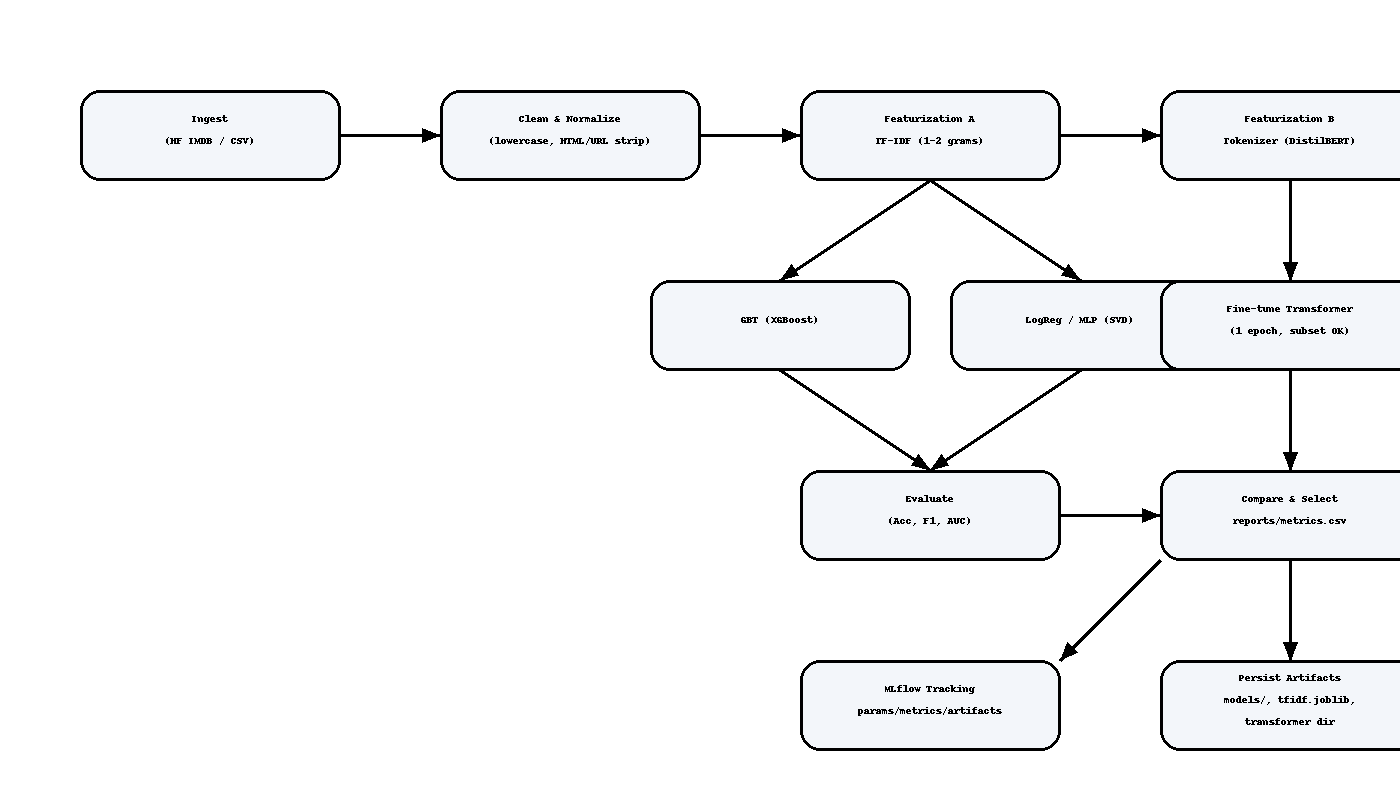 Ingest
(HF IMDB / CSV)
Clean & Normalize
(lowercase, HTML/URL strip)
Featurization A
TF-IDF (1-2 grams)
Featurization B
Tokenizer (DistilBERT)
GBT (XGBoost)
LogReg / MLP (SVD)
Fine-tune Transformer
(1 epoch, subset OK)
Evaluate
(Acc, F1, AUC)
Compare & Select
reports/metrics.csv
MLflow Tracking
params/metrics/artifacts
Persist Artifacts
models/, tfidf.joblib,
transformer dir